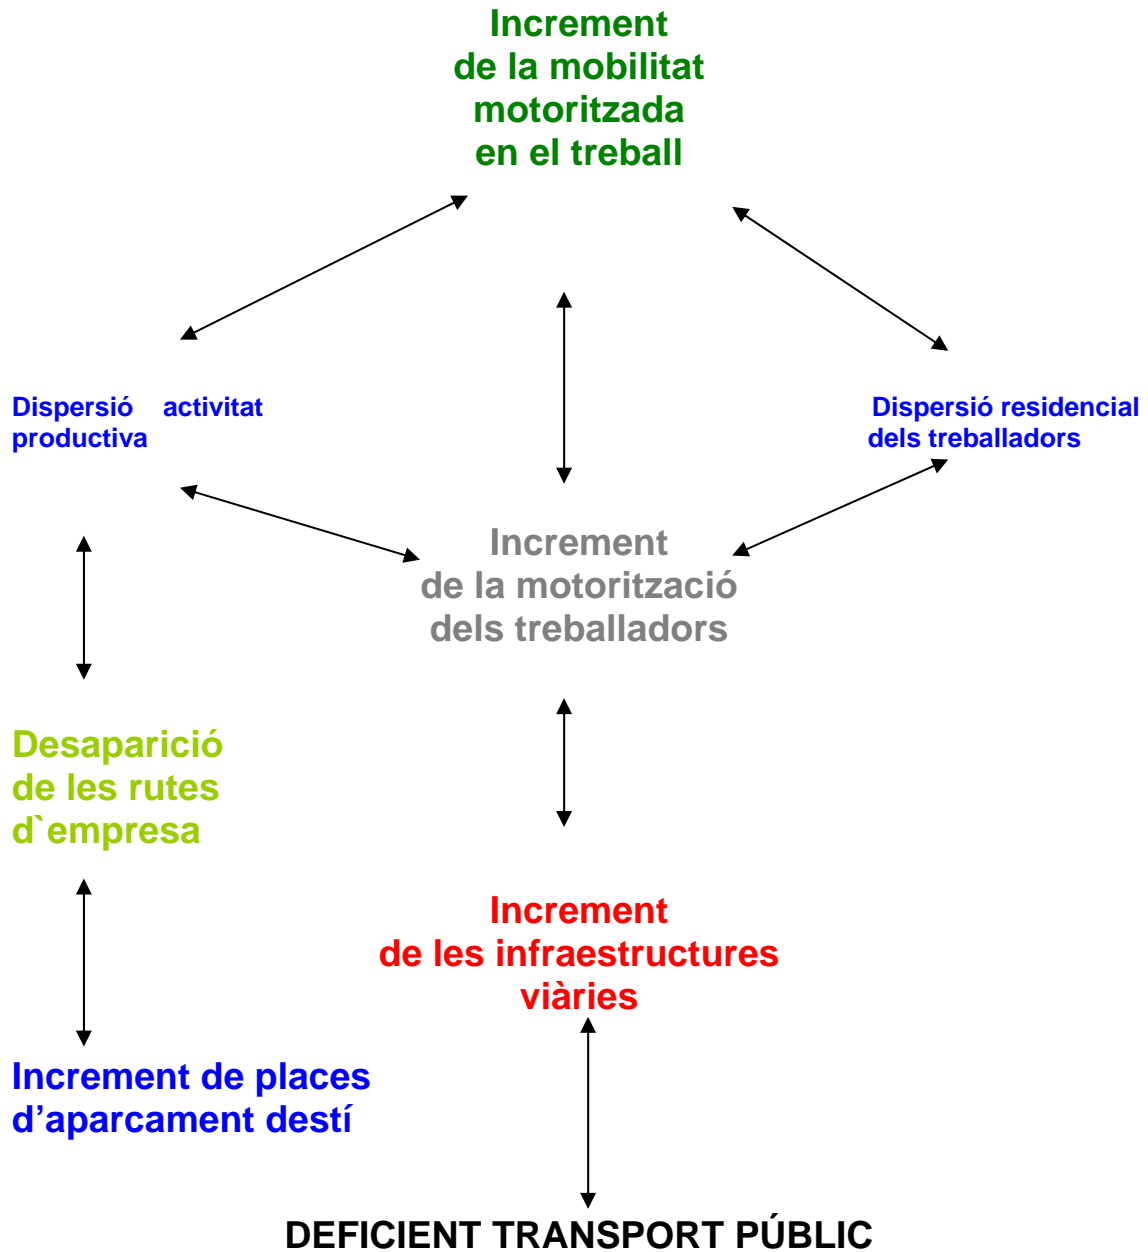 Increment
de la mobilitat
motoritzada
en el treball
Dispersió activitat
productiva
Dispersió residencial
dels treballadors
Increment
de la motorització
dels treballadors
Desaparició
de les rutes
d`empresa
Increment
de les infraestructures
viàries
Increment de places
d’aparcament destí
DEFICIENT TRANSPORT PÚBLIC